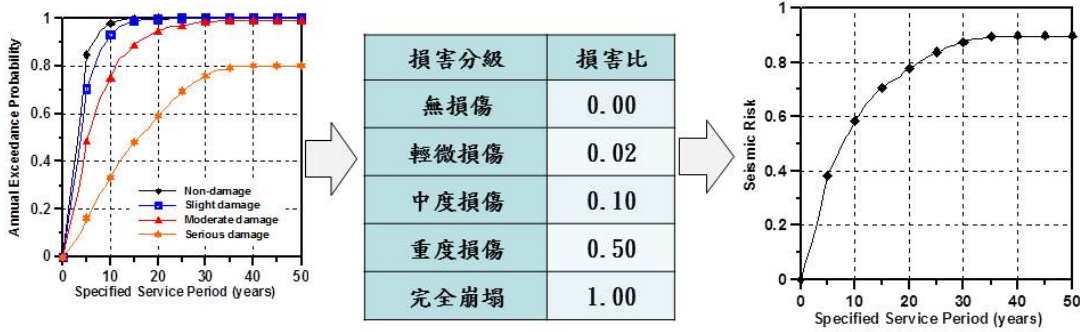 Annual Exceedance Probability
1
0.8
0.6
0.4
0.2
0
Non-damage
Slight damage
Moderate damage
Serious damage
0 10 20 30 40 50
Specified Service Period (years)
損害分級 損害比
無損傷 0.00
輕微損傷 0.02
中度損傷 0.10
重度損傷 0.50
完全崩塌 1.00
Seismic Risk
1
0.8
0.6
0.4
0.2
0
0 10 20 30 40 50
Specified Service Period (years)